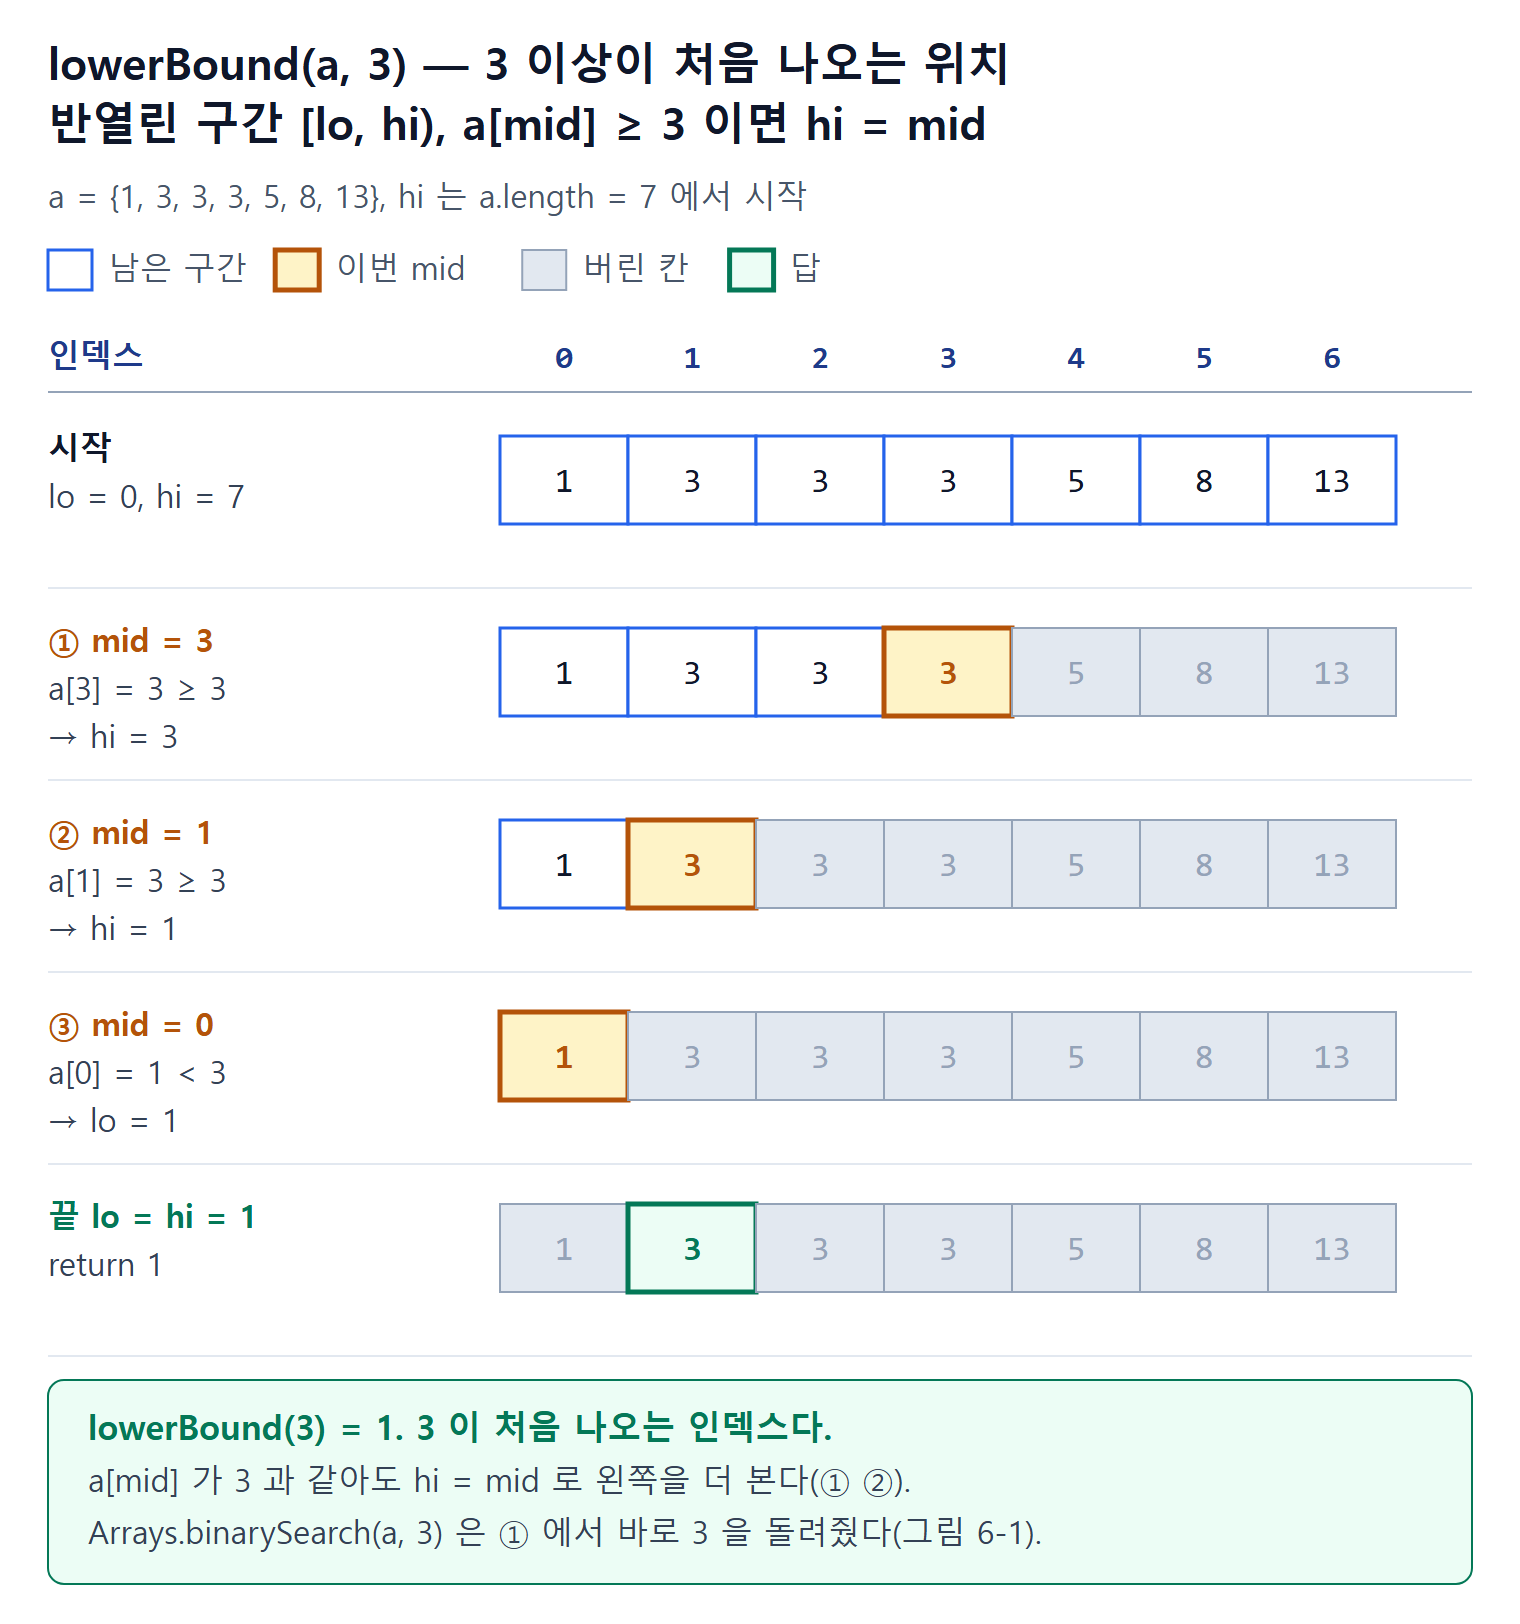 lowerBound(a, 3) — 3 이상이 처음 나오는 위치
반열린 구간 [lo, hi), a[mid] ≥ 3 이면 hi = mid
a = {1, 3, 3, 3, 5, 8, 13}, hi 는 a.length = 7 에서 시작
남은 구간 이번 mid 버린 칸 답
인덱스 0 1 2 3 4 5 6
시작
lo = 0, hi = 7
1 3 3 3 5 8 13
① mid = 3
a[3] = 3 ≥ 3
→ hi = 3
1 3 3 3 5 8 13
② mid = 1
a[1] = 3 ≥ 3
→ hi = 1
1 3 3 3 5 8 13
③ mid = 0
a[0] = 1 < 3
→ lo = 1
1 3 3 3 5 8 13
끝 lo = hi = 1
return 1
1 3 3 3 5 8 13
lowerBound(3) = 1. 3 이 처음 나오는 인덱스다.
a[mid] 가 3 과 같아도 hi = mid 로 왼쪽을 더 본다(① ②).
Arrays.binarySearch(a, 3) 은 ① 에서 바로 3 을 돌려줬다(그림 6-1).